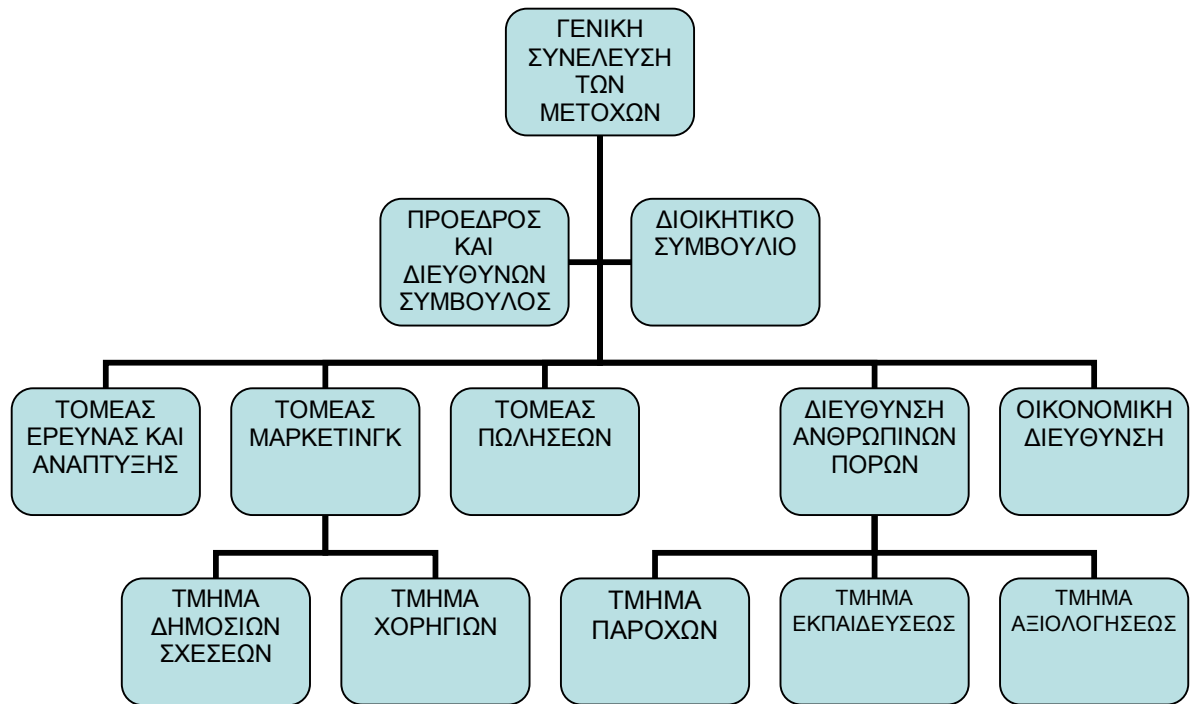 ΓΕΝΙΚΗ
ΣΥΝΕΛΕΥΣΗ
ΤΩΝ
ΜΕΤΟΧΩΝ
ΠΡΟΕΔΡΟΣ
ΚΑΙ
ΔΙΕΥΘΥΝΩΝ
ΣΥΜΒΟΥΛΟΣ
ΔΙΟΙΚΗΤΙΚΟ
ΣΥΜΒΟΥΛΙΟ
ΤΟΜΕΑΣ
ΕΡΕΥΝΑΣ ΚΑΙ
ΑΝΑΠΤΥΞΗΣ
ΤΟΜΕΑΣ
ΜΑΡΚΕΤΙΝΓΚ
ΤΟΜΕΑΣ
ΠΩΛΗΣΕΩΝ
ΔΙΕΥΘΥΝΣΗ
ΑΝΘΡΩΠΙΝΩΝ
ΠΟΡΩΝ
ΟΙΚΟΝΟΜΙΚΗ
ΔΙΕΥΘΥΝΣΗ
ΤΜΗΜΑ
ΔΗΜΟΣΙΩΝ
ΣΧΕΣΕΩΝ
ΤΜΗΜΑ
ΧΟΡΗΓΙΩΝ
ΤΜΗΜΑ
ΠΑΡΟΧΩΝ
ΤΜΗΜΑ
ΕΚΠΑΙΔΕΥΣΕΩΣ
ΤΜΗΜΑ
ΑΞΙΟΛΟΓΗΣΕΩΣ